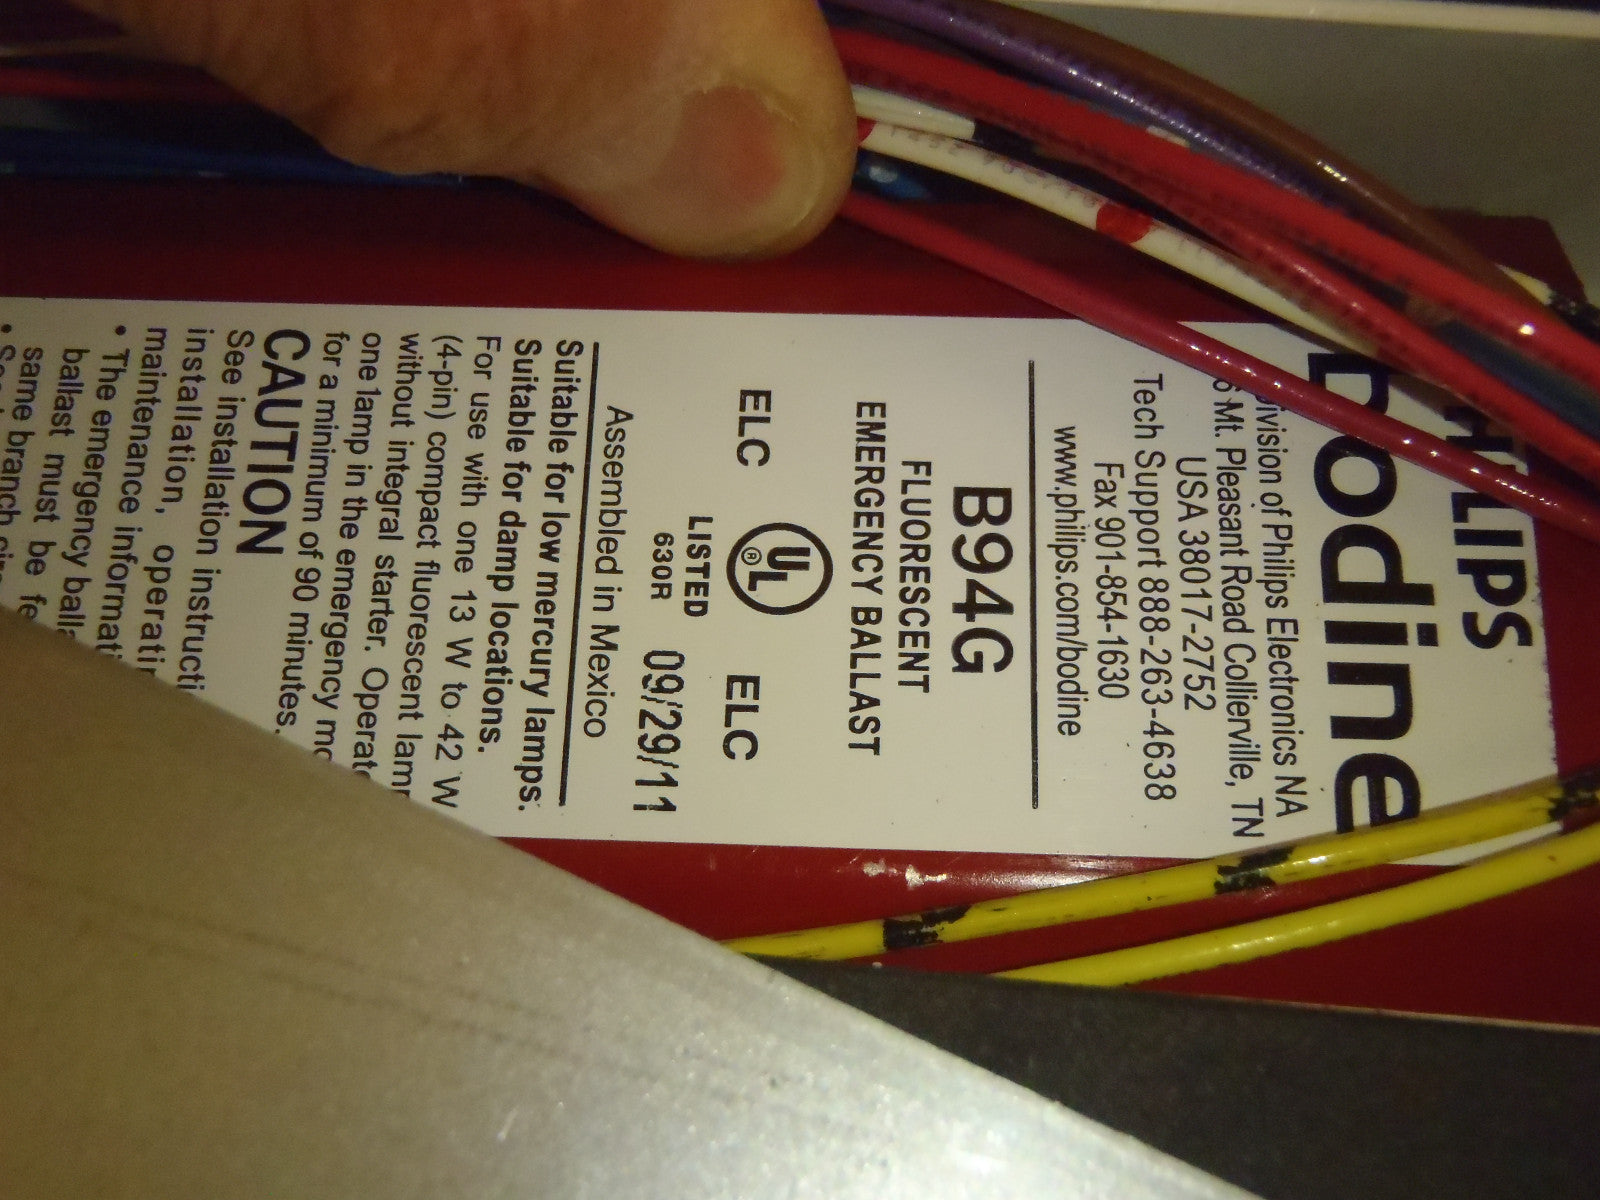 PHILIPS
bodine
Division of Philips Electronics NA
Mt. Pleasant Road Collierville, TN
USA 38017-2752
Tech Support 888-263-4638
Fax 901-854-1630
www.philips.com/bodine
B94G
FLUORESCENT
EMERGENCY BALLAST
ELC UL ® ELC
LISTED
630R 09/29/11
Assembled in Mexico
Suitable for low mercury lamps.
Suitable for damp locations.
For use with one 13 W to 42 W
(4-pin) compact fluorescent
without integral starter.
one lamp in the emergency
for a minimum of 90 minutes.
CAUTION
See installation
installation,
maintenance
• The emergency
ballast must be
same branch